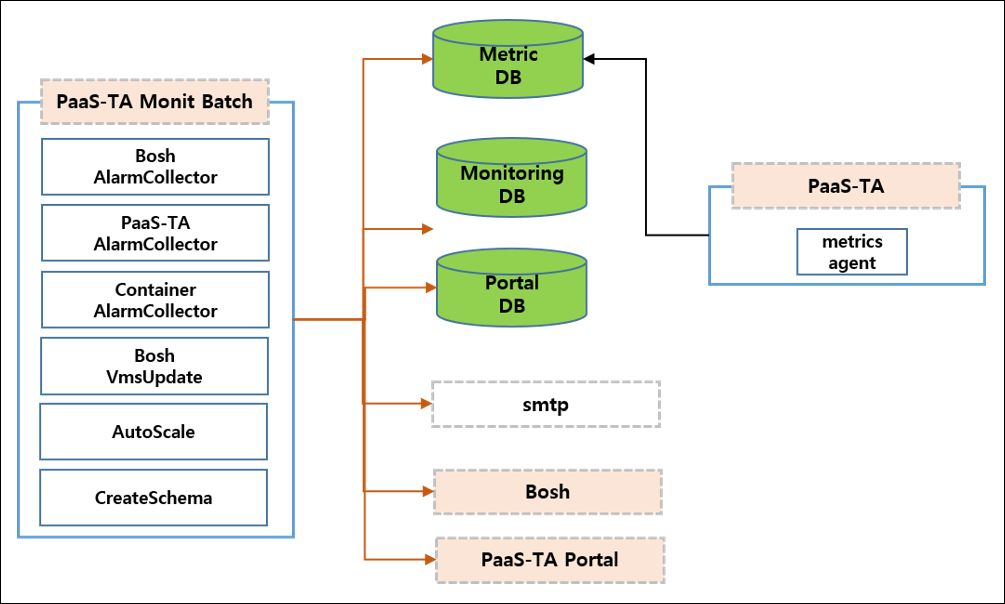 PaaS-TA Monit Batch
Bosh
AlarmCollector
PaaS-TA
AlarmCollector
Container
AlarmCollector
Bosh
VmsUpdate
AutoScale
CreateSchema
Metric
DB
Monitoring
DB
Portal
DB
smtp
Bosh
PaaS-TA Portal
PaaS-TA
metrics
agent